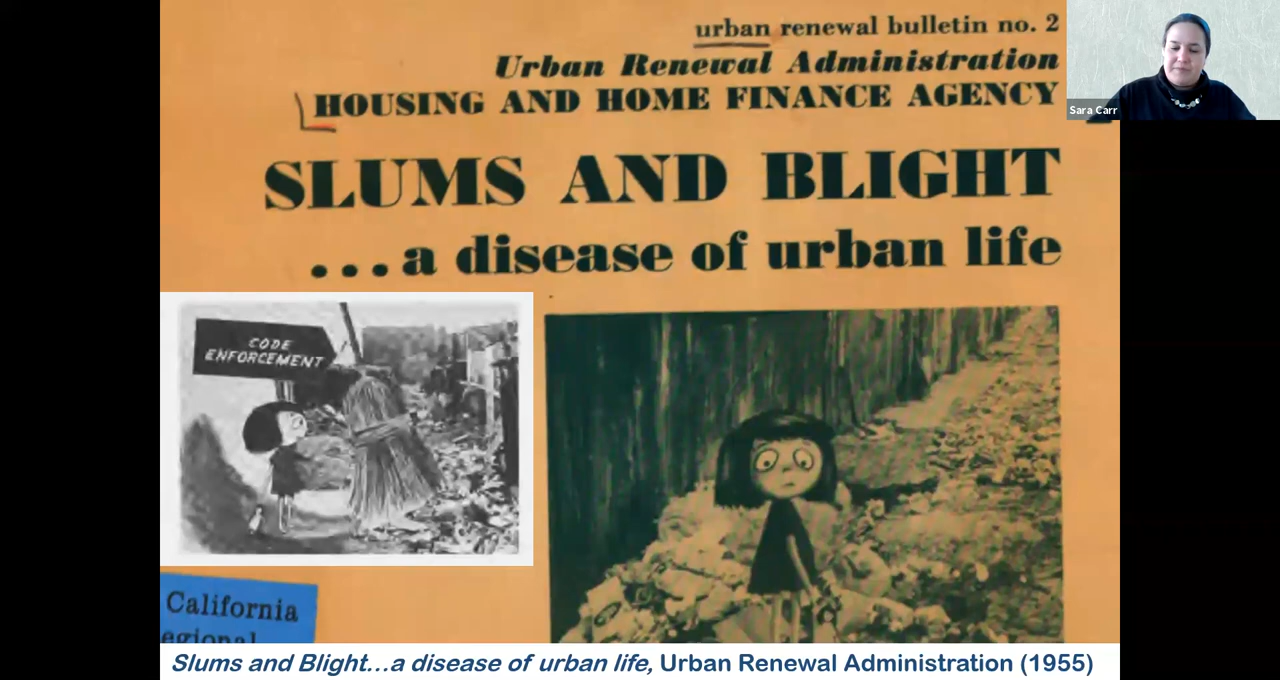 urban renewal bulletin no. 2
Urban Renewal Administration
HOUSING AND HOME FINANCE AGENCY
Sara Carr
SLUMS AND BLIGHT
...a disease of urban life
CODE
ENFORCEMENT
California
Slums and Blight...a disease of urban life, Urban Renewal Administration (1955)